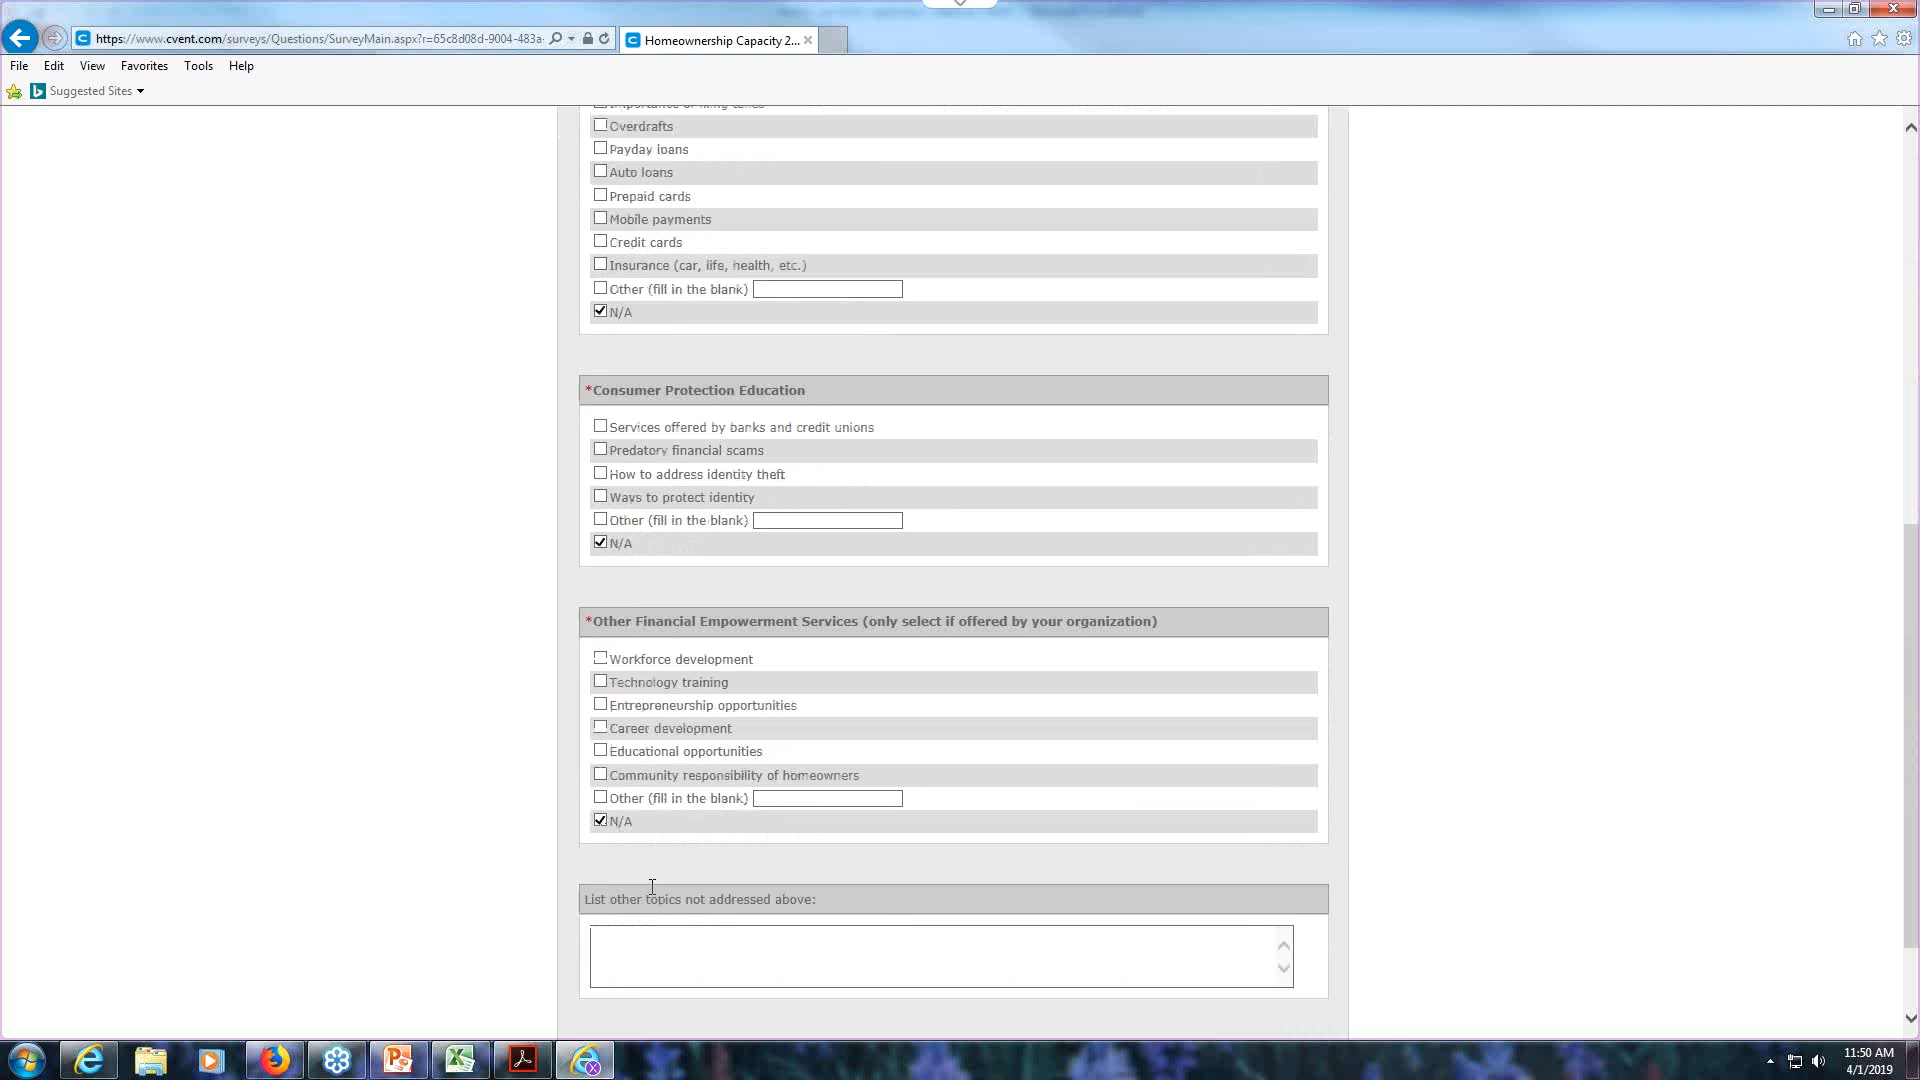 https://www.cvent.com/surveys/Questions/SurveyMain.aspx?r=65c8d08d-9004-483a-
Homeownership Capacity 2...
File Edit View Favorites Tools Help
Suggested Sites
Overdrafts
Payday loans
Auto loans
Prepaid cards
Mobile payments
Credit cards
Insurance (car, life, health, etc.)
Other (fill in the blank)
N/A
*Consumer Protection Education
Services offered by banks and credit unions
Predatory financial scams
How to address identity theft
Ways to protect identity
Other (fill in the blank)
N/A
*Other Financial Empowerment Services (only select if offered by your organization)
Workforce development
Technology training
Entrepreneurship opportunities
Career development
Educational opportunities
Community responsibility of homeowners
Other (fill in the blank)
N/A
List other topics not addressed above:
11:50 AM
4/1/2019